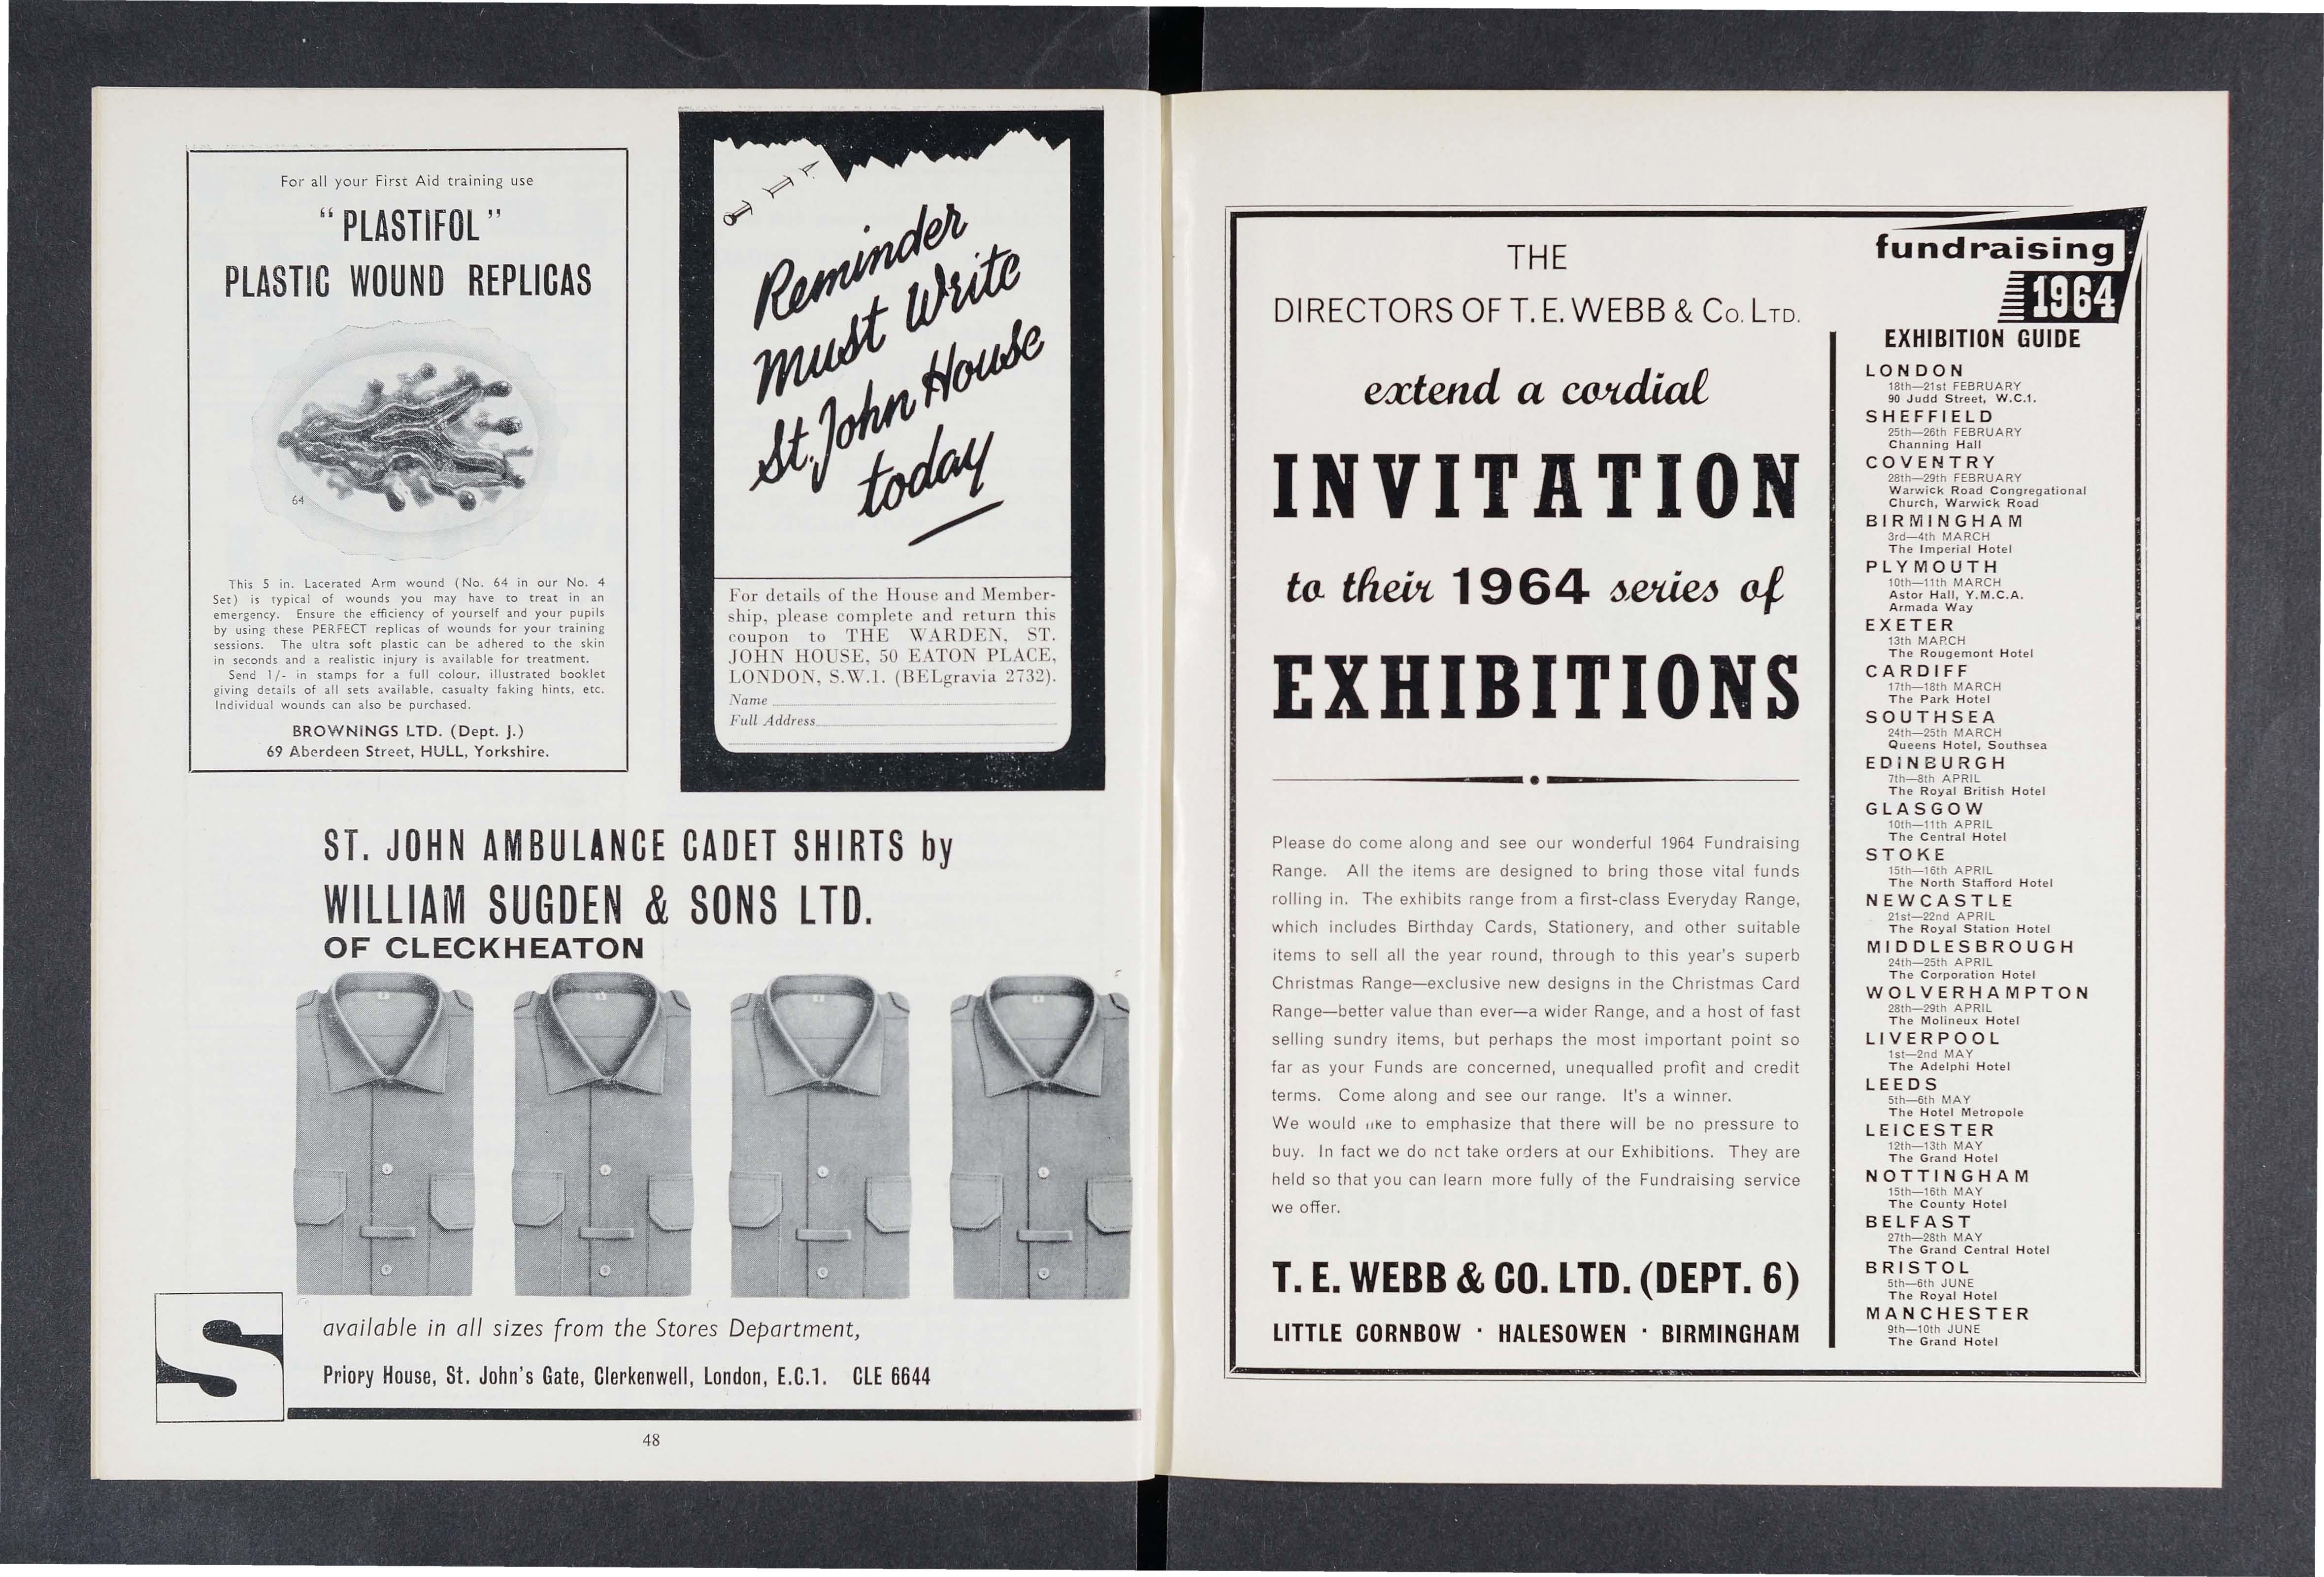 For all your First Aid training use
“PLASTIFOL”
PLASTIC WOUND REPLICAS
64
This 5 in. Lacerated Arm wound (No. 64 in our No. 4
Set) is typical of wounds you may have to treat in an
emergency. Ensure the efficiency of yourself and your pupils
by using these PERFECT replicas of wounds for your training
sessions. The ultra soft plastic can be adhered to the skin
in seconds and a realistic injury is available for treatment.
Send 1/- in stamps for a full colour, illustrated booklet
giving details of all sets available, casualty faking hints, etc.
Individual wounds can also be purchased.
BROWNINGS LTD. (Dept. J.)
69 Aberdeen Street, HULL, Yorkshire.
Reminder
Must Write
St. John House
today
For details of the House and Member-
ship, please complete and return this
coupon to THE WARDEN, ST.
JOHN HOUSE, 50 EATON PLACE,
LONDON, S.W.1. (BELgravia 2732).
Name
Full Address
ST. JOHN AMBULANCE CADET SHIRTS by
WILLIAM SUGDEN & SONS LTD.
OF CLECKHEATON
S
available in all sizes from the Stores Department,
Priory House, St. John's Gate, Clerkenwell, London, E.C.1. CLE 6644
48
THE
DIRECTORS OF T. E. WEBB & Co. LTD.
extend a cordial
INVITATION
to their 1964 series of
EXHIBITIONS
Please do come along and see our wonderful 1964 Fundraising
Range. All the items are designed to bring those vital funds
rolling in. The exhibits range from a first-class Everyday Range,
which includes Birthday Cards, Stationery, and other suitable
items to sell all the year round, through to this year's superb
Christmas Range—exclusive new designs in the Christmas Card
Range—better value than ever—a wider Range, and a host of fast
selling sundry items, but perhaps the most important point so
far as your Funds are concerned, unequalled profit and credit
terms. Come along and see our range. It's a winner.
We would like to emphasize that there will be no pressure to
buy. In fact we do not take orders at our Exhibitions. They are
held so that you can learn more fully of the Fundraising service
we offer.
T. E. WEBB & CO. LTD. (DEPT. 6)
LITTLE CORNBOW · HALESOWEN · BIRMINGHAM
fundraising
1964
EXHIBITION GUIDE
LONDON
18th—21st FEBRUARY
90 Judd Street, W.C.1.
SHEFFIELD
25th—26th FEBRUARY
Channing Hall
COVENTRY
28th—29th FEBRUARY
Warwick Road Congregational
Church, Warwick Road
BIRMINGHAM
3rd—4th MARCH
The Imperial Hotel
PLYMOUTH
10th—11th MARCH
Astor Hall, Y.M.C.A.
Armada Way
EXETER
13th MARCH
The Rougemont Hotel
CARDIFF
17th—18th MARCH
The Park Hotel
SOUTHSEA
24th—25th MARCH
Queens Hotel, Southsea
EDINBURGH
7th—8th APRIL
The Royal British Hotel
GLASGOW
10th—11th APRIL
The Central Hotel
STOKE
15th—16th APRIL
The North Stafford Hotel
NEWCASTLE
21st—22nd APRIL
The Royal Station Hotel
MIDDLESBROUGH
24th—25th APRIL
The Corporation Hotel
WOLVERHAMPTON
28th—29th APRIL
The Molineux Hotel
LIVERPOOL
1st—2nd MAY
The Adelphi Hotel
LEEDS
5th—6th MAY
The Hotel Metropole
LEICESTER
12th—13th MAY
The Grand Hotel
NOTTINGHAM
15th—16th MAY
The County Hotel
BELFAST
27th—28th MAY
The Grand Central Hotel
BRISTOL
5th—6th JUNE
The Royal Hotel
MANCHESTER
9th—10th JUNE
The Grand Hotel